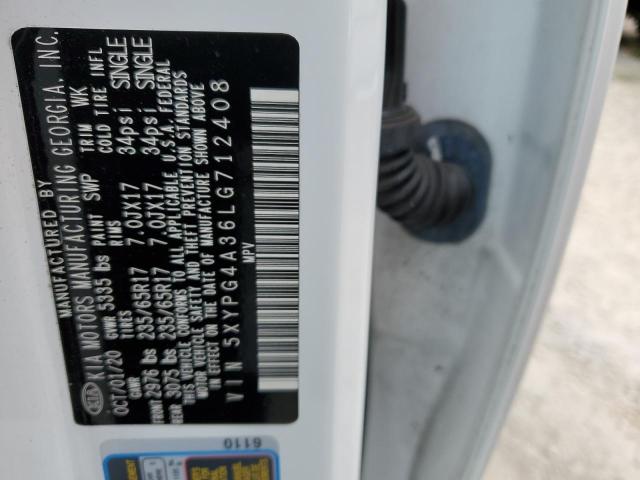 MANUFACTURED BY
KIA KIA MOTORS MANUFACTURING GEORGIA, INC.
OCT/01/20 GVWR 5335 lbs PAINT SWP TRIM WK
GAWR TIRES RIMS COLD TIRE INFL
FRONT 2976 lbs 235/65R17 7.0JX17 34psi SINGLE
REAR 3075 lbs 235/65R17 7.0JX17 34psi SINGLE
THIS VEHICLE CONFORMS TO ALL APPLICABLE U.S.A. FEDERAL
MOTOR VEHICLE SAFETY AND THEFT PREVENTION STANDARDS
IN EFFECT ON THE DATE OF MANUFACTURE SHOWN ABOVE
VIN 5XYPG4A36LG712408
MPV
6110